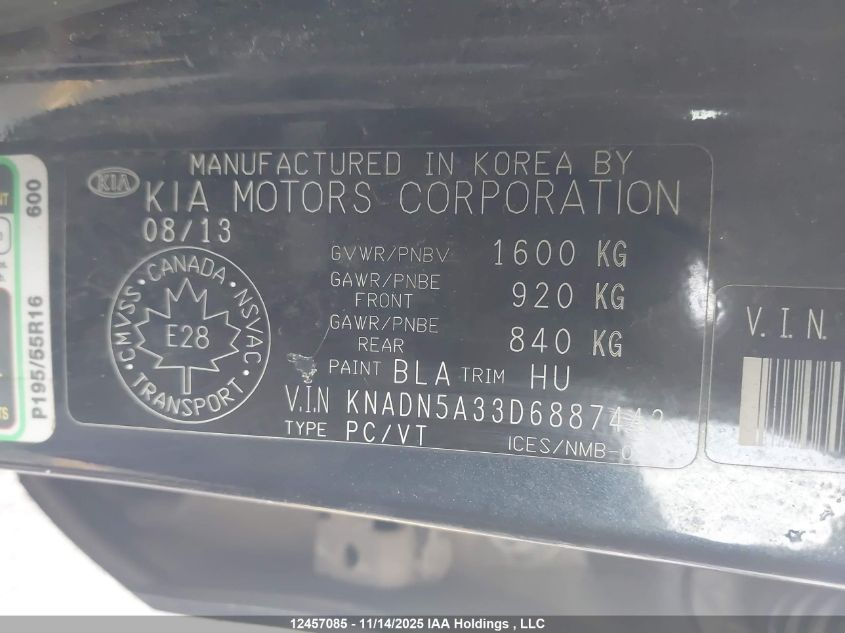 MANUFACTURED IN KOREA BY
KIA
KIA MOTORS CORPORATION
08/13
GVWR/PNBV 1600 KG
GAWR/PNBE FRONT 920 KG
GAWR/PNBE REAR 840 KG
PAINT BLA TRIM HU
V.I.N
TYPE PC/VT
CMVSS · CANADA · NSVAC · TRANSPORT
E28
V.I.N.
600
P195/55R16
12457085 - 11/14/2025 IAA Holdings , LLC